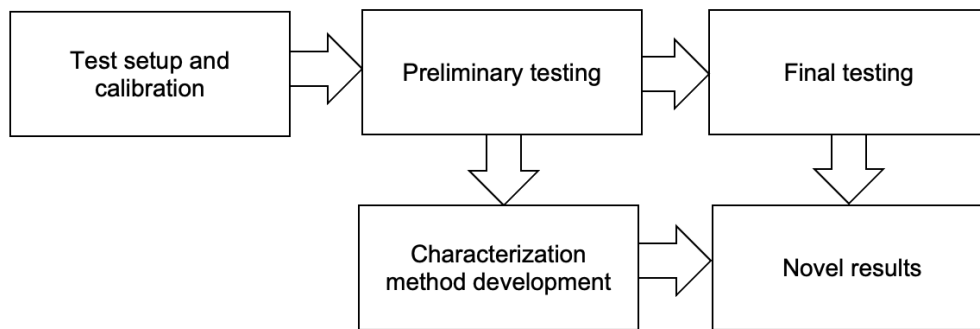 Test setup and
calibration
Preliminary testing
Final testing
Characterization
method development
Novel results